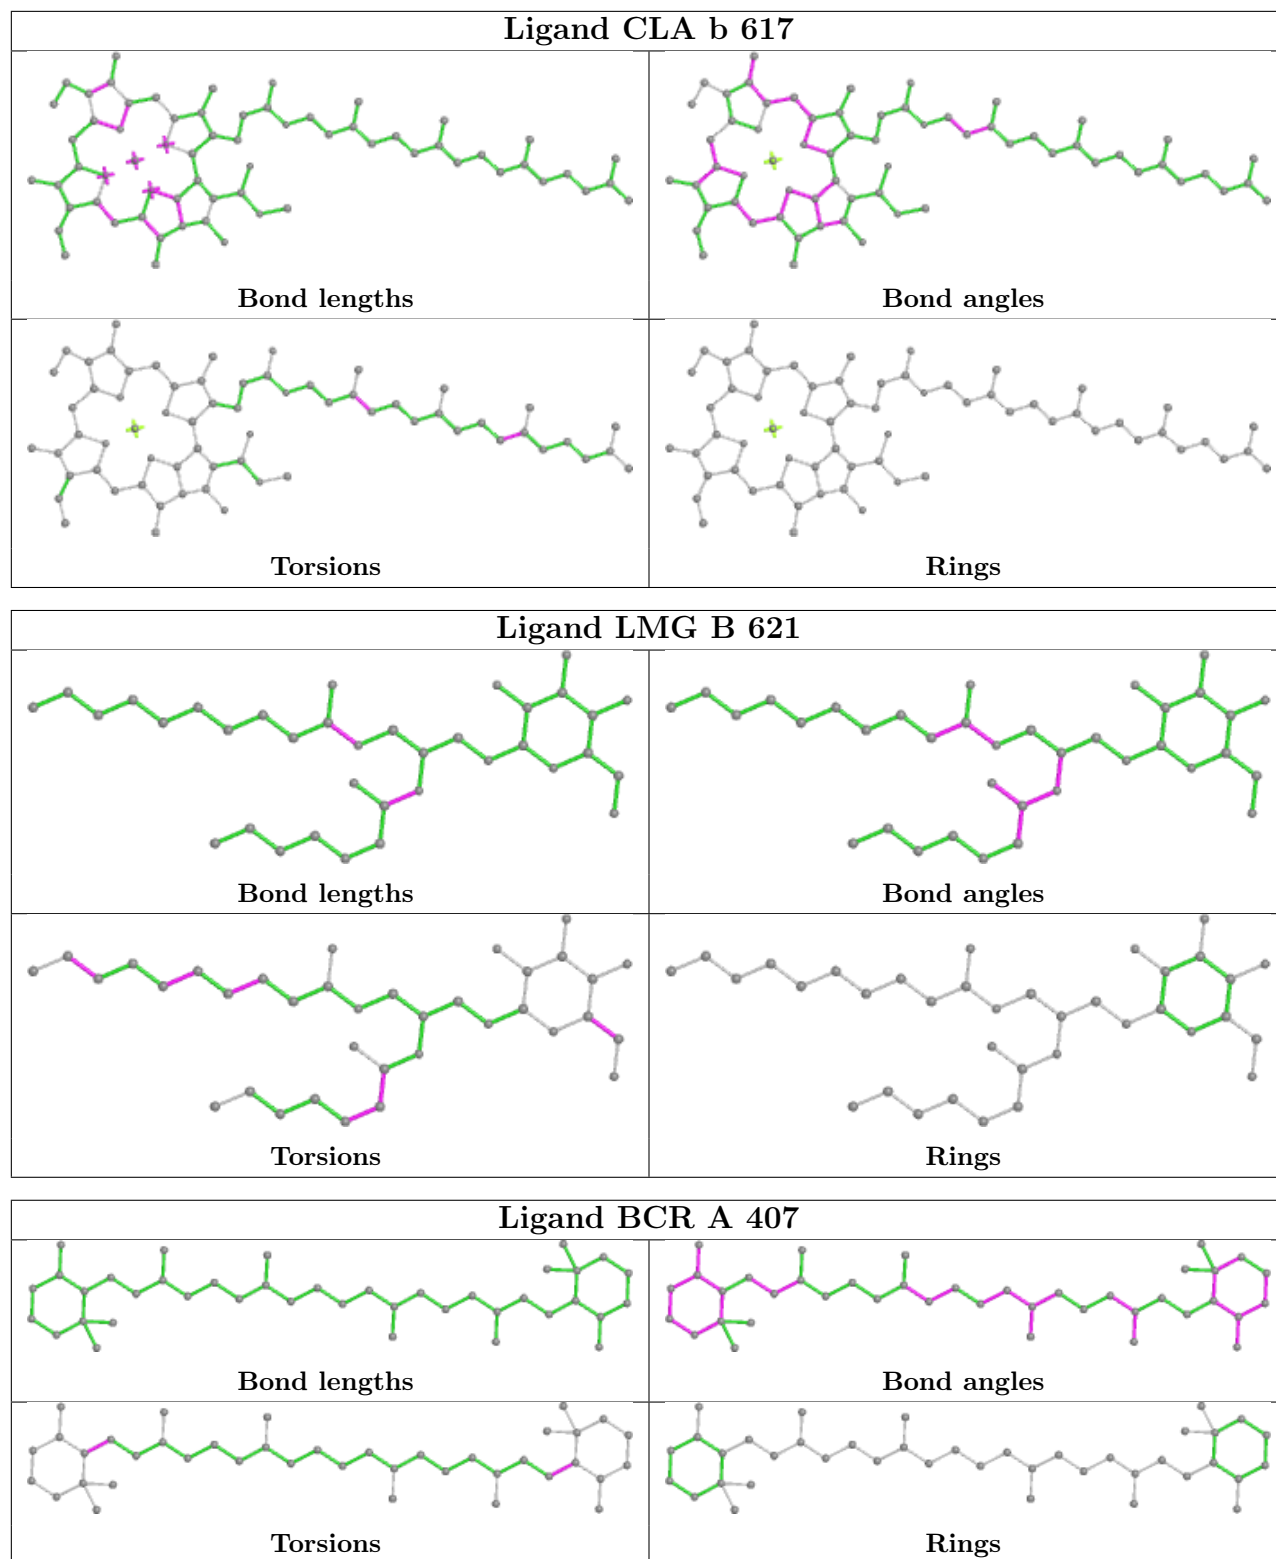 Ligand CLA b 617
Bond lengths
Bond angles
Torsions
Rings
Ligand LMG B 621
Bond lengths
Bond angles
Torsions
Rings
Ligand BCR A 407
Bond lengths
Bond angles
Torsions
Rings